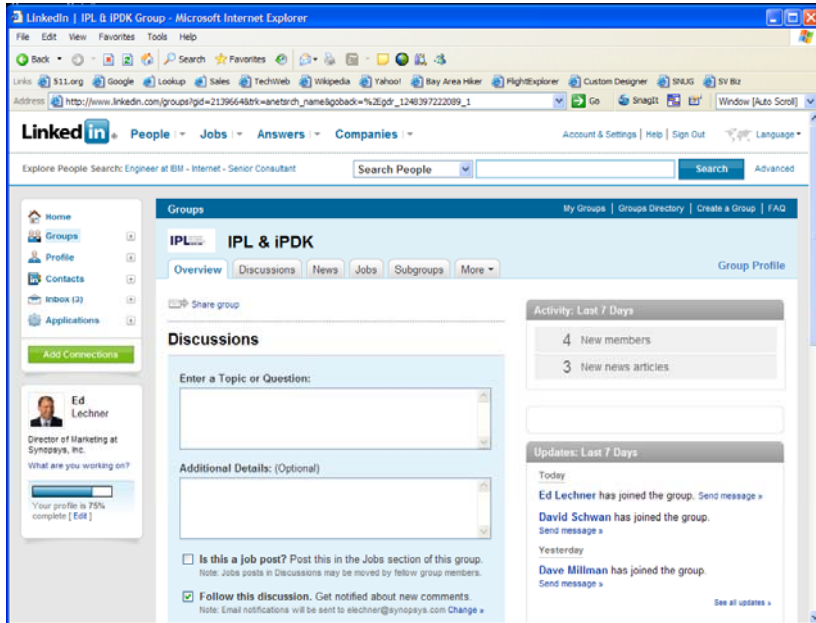 LinkedIn | IPL & iPDK Group - Microsoft Internet Explorer
File Edit View Favorites Tools Help
Back Search Favorites
Links 511.org Google Lookup Sales TechWeb Wikipedia Yahoo! Bay Area Hiker FlightExplorer Custom Designer SNUG SV Biz
Address http://www.linkedin.com/groups?gid=2139664&trk=anetsrch_name&goback=%2Egdr_1248397222089_1 Go SnagIt Window [Auto Scroll]
Linked in People Jobs Answers Companies Account & Settings | Help | Sign Out Language
Explore People Search: Engineer at IBM - Internet - Senior Consultant Search People Search Advanced
Home
Groups
Profile
Contacts
Inbox (3)
Applications
Add Connections
Ed
Lechner
Director of Marketing at
Synopsys, Inc.
What are you working on?
Your profile is 75%
complete [ Edit ]
Groups My Groups | Groups Directory | Create a Group | FAQ
IPL IPL & iPDK
Overview Discussions News Jobs Subgroups More Group Profile
Share group
Discussions
Enter a Topic or Question:
Additional Details: (Optional)
Is this a job post? Post this in the Jobs section of this group.
Note: Jobs posts in Discussions may be moved by fellow group members.
Follow this discussion. Get notified about new comments.
Note: Email notifications will be sent to elechner@synopsys.com Change »
Activity: Last 7 Days
4 New members
3 New news articles
Updates: Last 7 Days
Today
Ed Lechner has joined the group. Send message »
David Schwan has joined the group.
Send message »
Yesterday
Dave Millman has joined the group.
Send message »
See all updates »